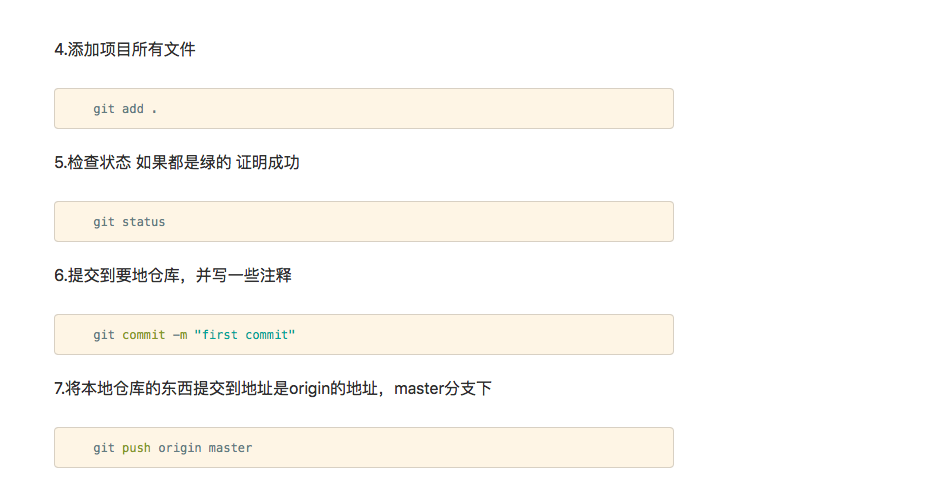 4.添加项目所有文件
git add .
5.检查状态 如果都是绿的 证明成功
git status
6.提交到要地仓库，并写一些注释
git commit -m "first commit"
7.将本地仓库的东西提交到地址是origin的地址，master分支下
git push origin master